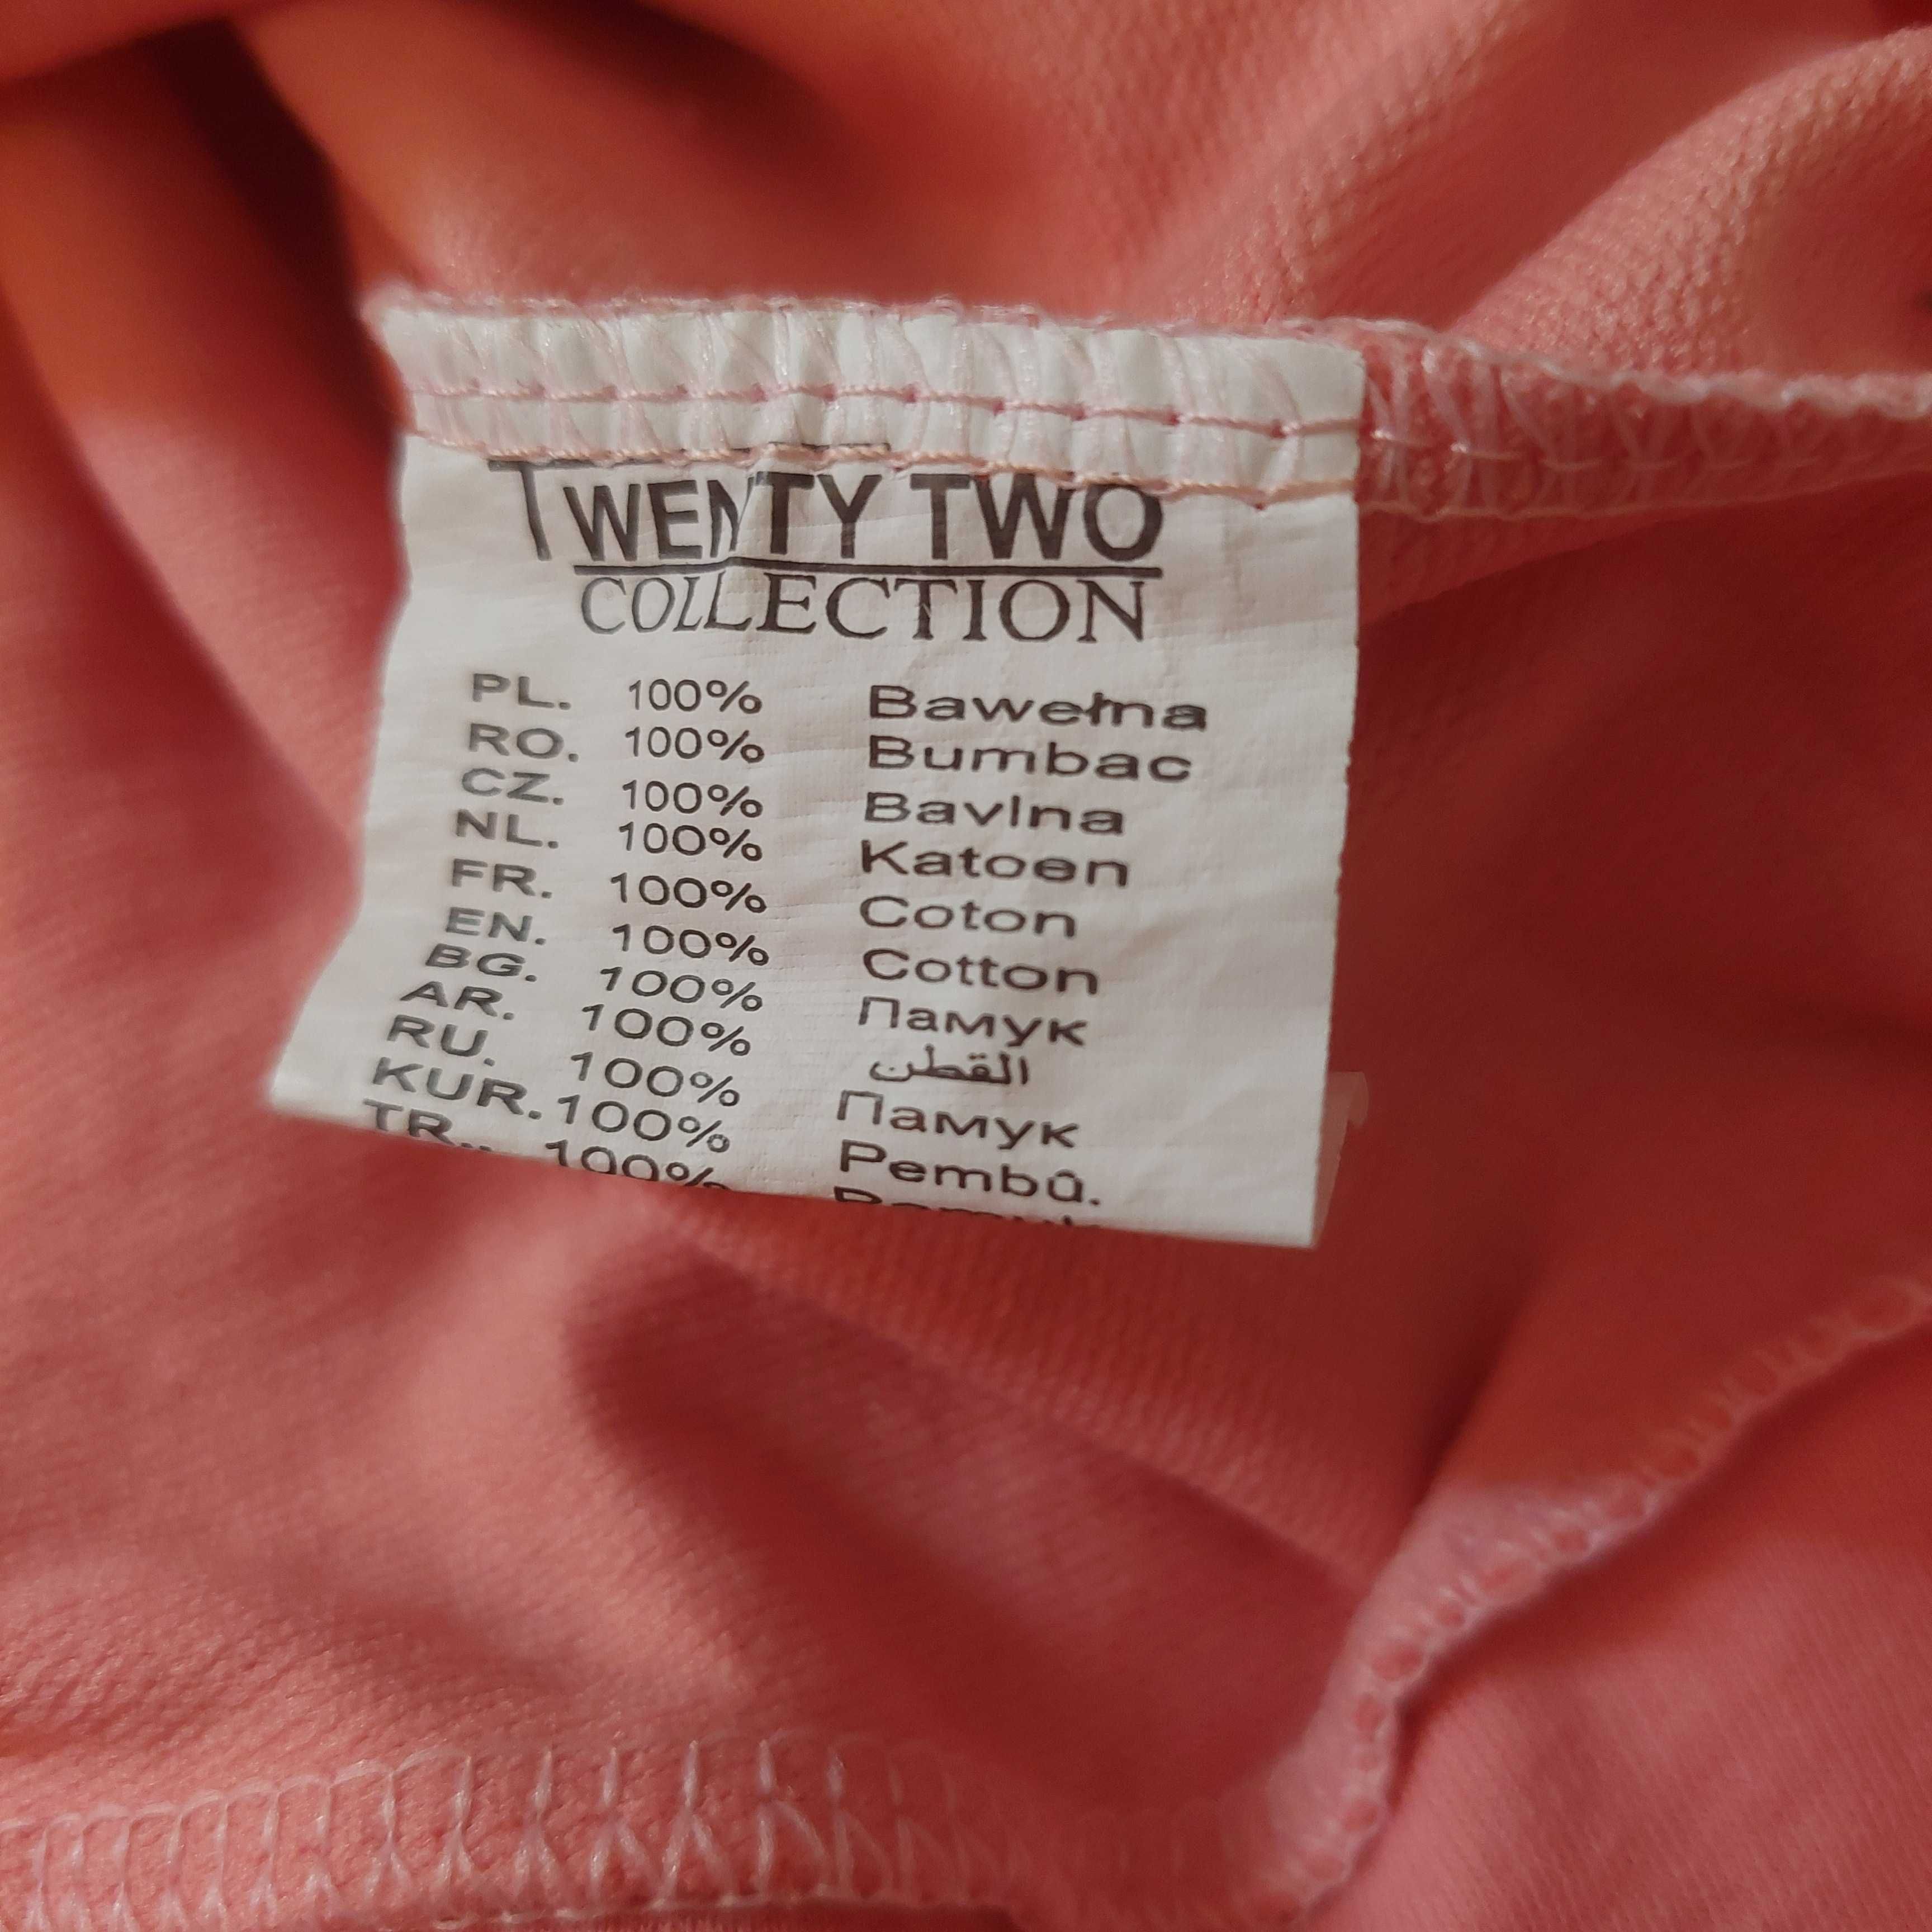 TWENTY TWO
COLLECTION
PL. 100% Bawełna
RO. 100% Bumbac
CZ. 100% Bavlna
NL. 100% Katoen
FR. 100% Coton
EN. 100% Cotton
BG. 100% Памук
AR. 100% القطن
RU. 100% Памук
KUR. 100% Pembû.
TR.. 100%